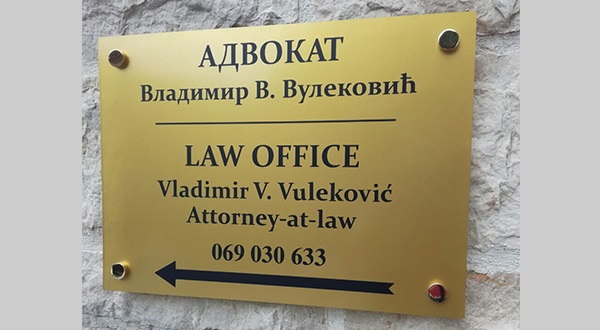 АДВОКАТ
Владимир В. Вулековић
LAW OFFICE
Vladimir V. Vuleković
Attorney-at-law
069 030 633